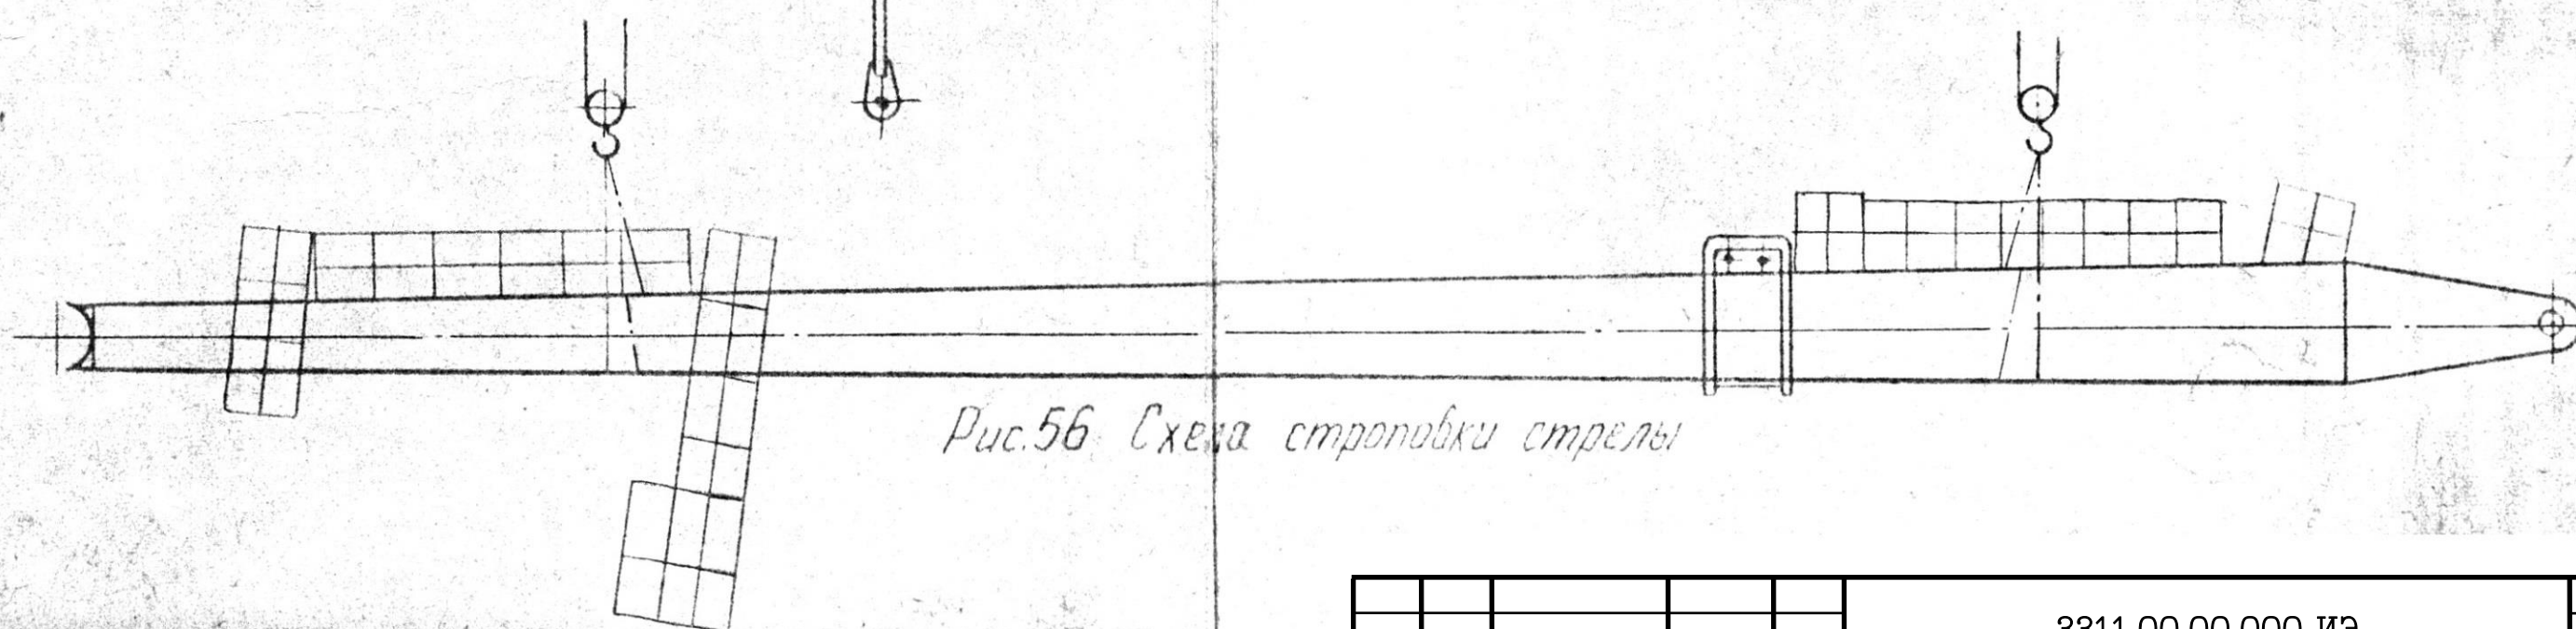 Рис.56 Схема строповки стрелы
3311.00.00.000 ИЭ